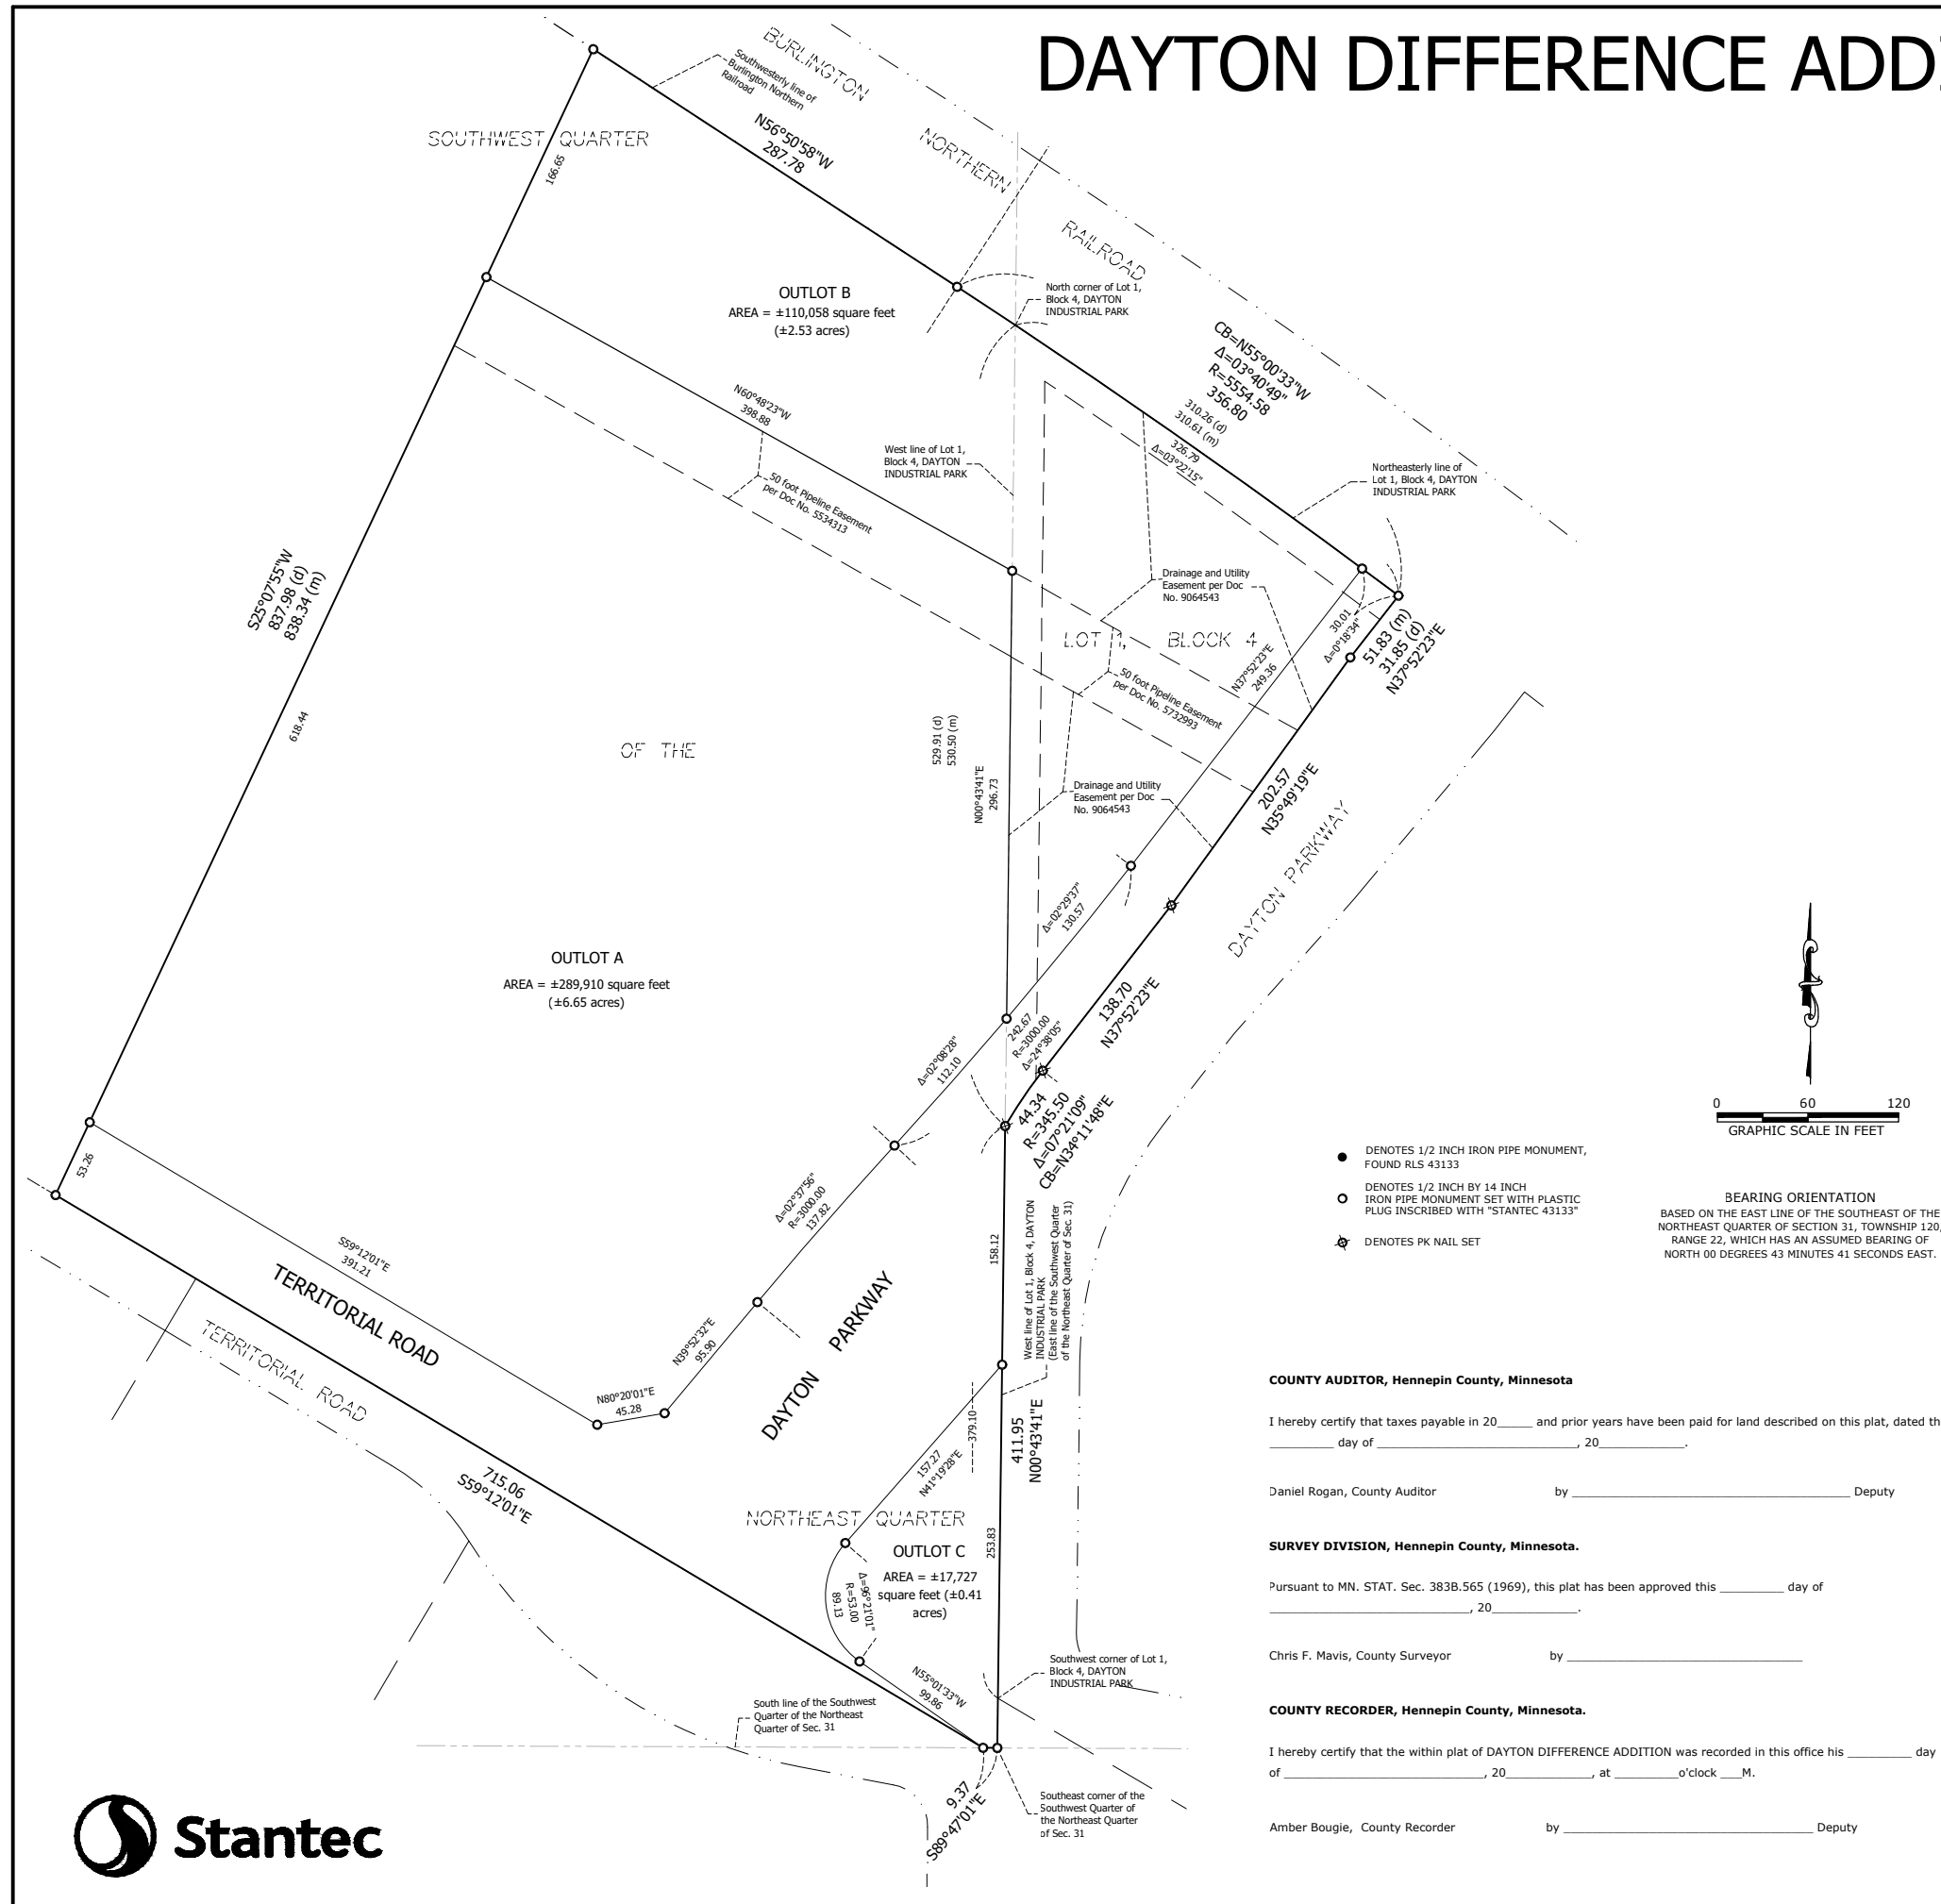 DAYTON DIFFERENCE ADDI
BURLINGTON
NORTHERN
RAILROAD
Southwesterly line of
Burlington Northern
Railroad
N56°50'58"W
287.78
SOUTHWEST QUARTER
166.65
OUTLOT B
AREA = ±110,058 square feet
(±2.53 acres)
North corner of Lot 1,
Block 4, DAYTON
INDUSTRIAL PARK
CB=N55°00'33"W
Δ=03°40'49"
R=5554.58
356.80
310.26 (d)
310.61 (m)
326.79
Δ=03°22'15"
N60°48'23"W
398.88
West line of Lot 1,
Block 4, DAYTON
INDUSTRIAL PARK
Northeasterly line of
Lot 1, Block 4, DAYTON
INDUSTRIAL PARK
50 foot Pipeline Easement
per Doc No. 5534313
S25°07'55"W
837.98 (d)
838.34 (m)
Drainage and Utility
Easement per Doc
No. 9064543
LOT 1, BLOCK 4
30.01
Δ=0°18'34"
51.83 (m)
31.85 (d)
N37°52'23"E
N37°52'23"E
249.36
50 foot Pipeline Easement
per Doc No. 5732993
618.44
OF THE
529.91 (d)
530.50 (m)
N00°43'41"E
296.73
Drainage and Utility
Easement per Doc
No. 9064543
202.57
N35°49'19"E
DAYTON PARKWAY
Δ=02°29'37"
130.57
OUTLOT A
AREA = ±289,910 square feet
(±6.65 acres)
138.70
N37°52'23"E
242.67
R=3000.00
Δ=24°38'05"
Δ=02°08'28"
112.10
44.34
R=345.50
Δ=07°21'09"
CB=N34°11'48"E
0 60 120
GRAPHIC SCALE IN FEET
DENOTES 1/2 INCH IRON PIPE MONUMENT,
FOUND RLS 43133
DENOTES 1/2 INCH BY 14 INCH
IRON PIPE MONUMENT SET WITH PLASTIC
PLUG INSCRIBED WITH "STANTEC 43133"
DENOTES PK NAIL SET
BEARING ORIENTATION
BASED ON THE EAST LINE OF THE SOUTHEAST OF THE
NORTHEAST QUARTER OF SECTION 31, TOWNSHIP 120,
RANGE 22, WHICH HAS AN ASSUMED BEARING OF
NORTH 00 DEGREES 43 MINUTES 41 SECONDS EAST.
53.26
Δ=02°37'56"
R=3000.00
137.82
158.12
West line of Lot 1, Block 4, DAYTON
INDUSTRIAL PARK
(East line of the Southwest Quarter
of the Northeast Quarter of Sec. 31)
S59°12'01"E
391.21
TERRITORIAL ROAD
TERRITORIAL ROAD
N39°52'32"E
95.90
N80°20'01"E
45.28
DAYTON PARKWAY
379.10
411.95
N00°43'41"E
157.27
N41°19'28"E
715.06
S59°12'01"E
NORTHEAST QUARTER
253.83
OUTLOT C
AREA = ±17,727
square feet (±0.41
acres)
Δ=96°21'01"
R=53.00
89.13
N55°01'33"W
99.86
Southwest corner of Lot 1,
Block 4, DAYTON
INDUSTRIAL PARK
South line of the Southwest
Quarter of the Northeast
Quarter of Sec. 31
9.37
S89°47'01"E
Southeast corner of the
Southwest Quarter of
the Northeast Quarter
of Sec. 31
COUNTY AUDITOR, Hennepin County, Minnesota
I hereby certify that taxes payable in 20_____ and prior years have been paid for land described on this plat, dated th
_________ day of ____________________________, 20____________.
Daniel Rogan, County Auditor by _______________________________________ Deputy
SURVEY DIVISION, Hennepin County, Minnesota.
Pursuant to MN. STAT. Sec. 383B.565 (1969), this plat has been approved this _________ day of
____________________________, 20____________.
Chris F. Mavis, County Surveyor by _________________________________
COUNTY RECORDER, Hennepin County, Minnesota.
I hereby certify that the within plat of DAYTON DIFFERENCE ADDITION was recorded in this office his _________ day
of ____________________________, 20____________, at _________o'clock ___M.
Amber Bougie, County Recorder by ___________________________________ Deputy
Stantec